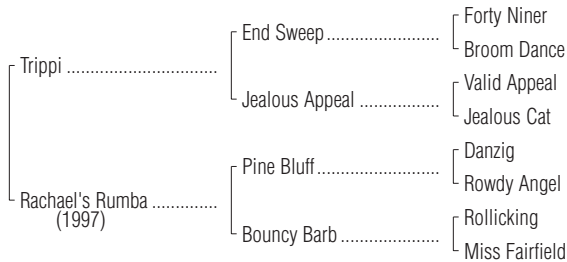 Forty Niner
End Sweep ........................
Broom Dance
Trippi ................................
Valid Appeal
Jealous Appeal .................
Jealous Cat
Danzig
Pine Bluff..........................
Rowdy Angel
Rachael's Rumba ..............
(1997)
Rollicking
Bouncy Barb .....................
Miss Fairfield